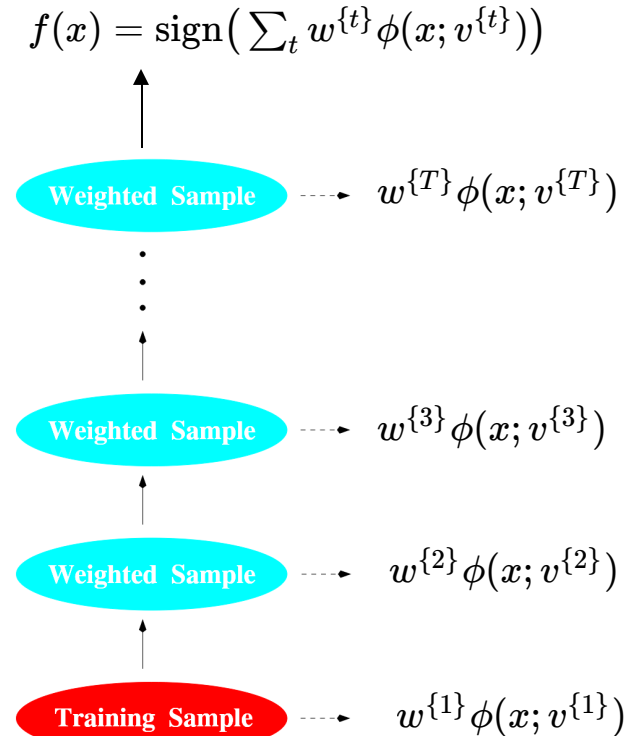 f(x) = sign(∑_t w^{\{t\}} ϕ(x; v^{\{t\}}))
Weighted Sample w^{\{T\}} ϕ(x; v^{\{T\}})
Weighted Sample w^{\{3\}} ϕ(x; v^{\{3\}})
Weighted Sample w^{\{2\}} ϕ(x; v^{\{2\}})
Training Sample w^{\{1\}} ϕ(x; v^{\{1\}})